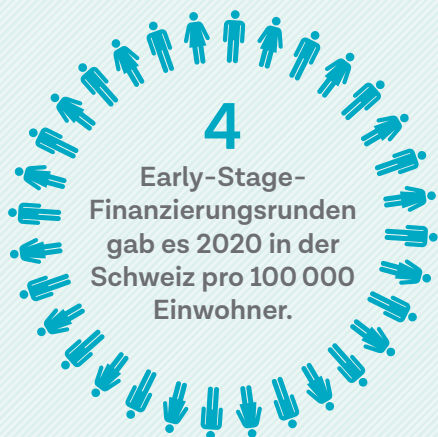 4
Early-Stage-
Finanzierungsrunden
gab es 2020 in der
Schweiz pro 100 000
Einwohner.